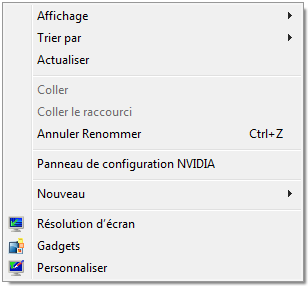 Affichage
Trier par
Actualiser
Coller
Coller le raccourci
Annuler Renommer Ctrl+Z
Panneau de configuration NVIDIA
Nouveau
Résolution d'écran
Gadgets
Personnaliser